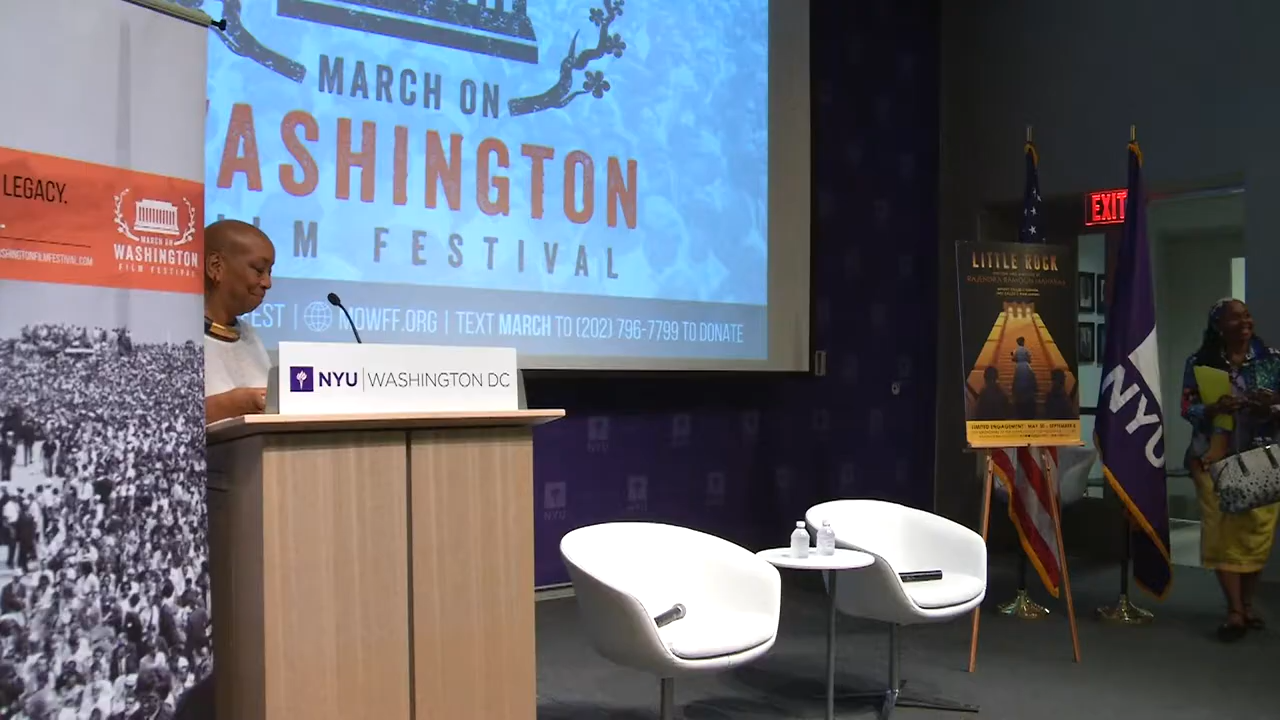 MARCH ON
WASHINGTON
FILM FESTIVAL
FEST | MOWFF.ORG | TEXT MARCH TO (202) 796-7799 TO DONATE
LEGACY.
MARCH ON
WASHINGTON
FILM FESTIVAL
NYU WASHINGTON DC
LITTLE ROCK
EXIT
NYU